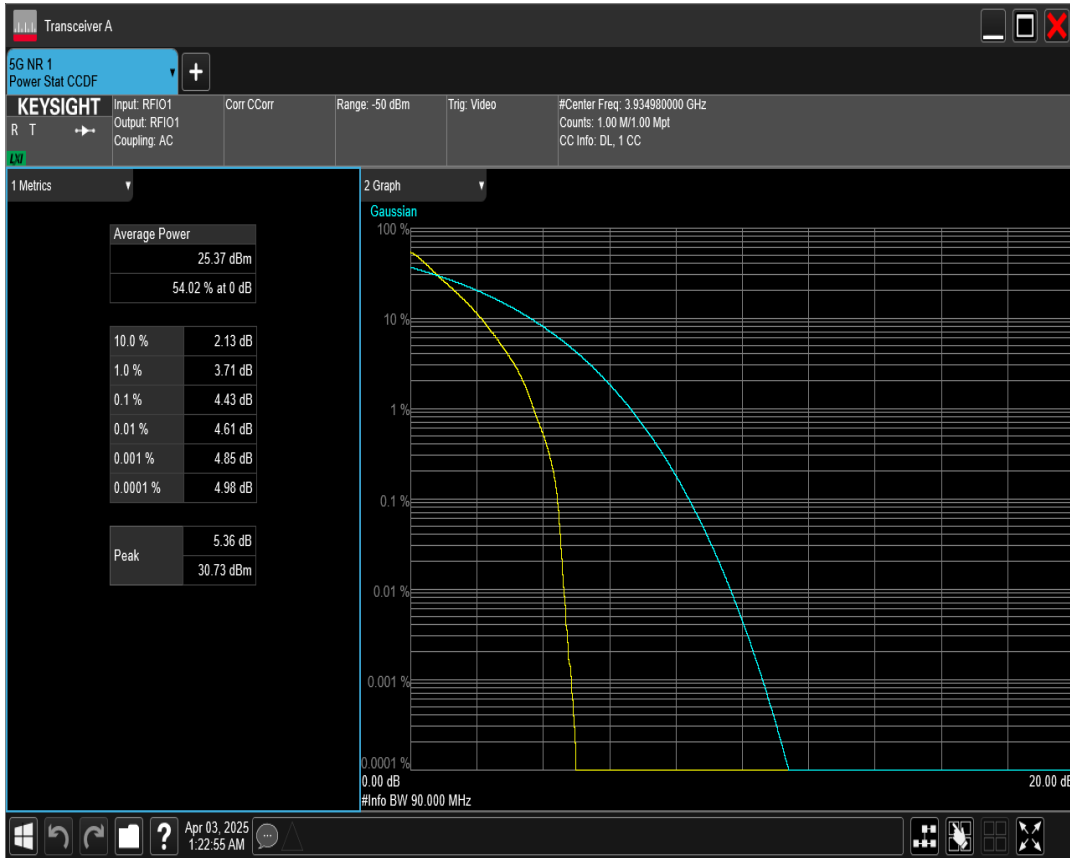 Transceiver A
5G NR 1
Power Stat CCDF
KEYSIGHT
R T
LXI
Input: RFIO1
Output: RFIO1
Coupling: AC
Corr CCorr
Range: -50 dBm
Trig: Video
#Center Freq: 3.934980000 GHz
Counts: 1.00 M/1.00 Mpt
CC Info: DL, 1 CC
1 Metrics
Average Power
25.37 dBm
54.02 % at 0 dB
10.0 % 2.13 dB
1.0 % 3.71 dB
0.1 % 4.43 dB
0.01 % 4.61 dB
0.001 % 4.85 dB
0.0001 % 4.98 dB
Peak
5.36 dB
30.73 dBm
2 Graph
Gaussian
100 %
10 %
1 %
0.1 %
0.01 %
0.001 %
0.0001 %
0.00 dB 20.00 dB
#Info BW 90.000 MHz
? Apr 03, 2025
1:22:55 AM